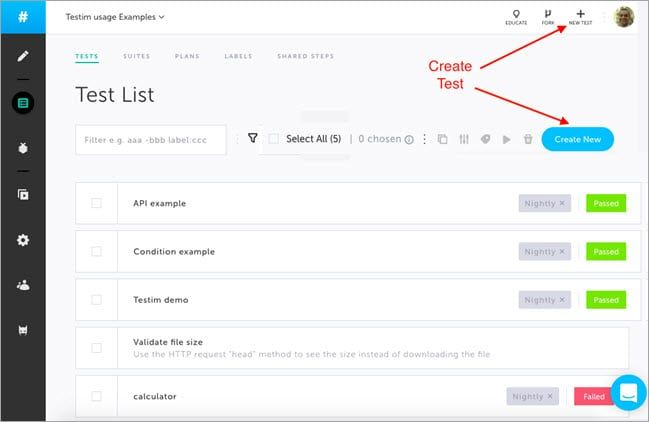 #
Testim usage Examples
EDUCATE
FORK
NEW TEST
TESTS
SUITES
PLANS
LABELS
SHARED STEPS
Create
Test
Test List
Filter e.g. aaa -bbb label:ccc
Select All (5)
0 chosen
Create New
API example
Nightly ×
Passed
Condition example
Nightly ×
Passed
Testim demo
Nightly ×
Passed
Validate file size
Use the HTTP request "head" method to see the size instead of downloading the file
calculator
Nightly ×
Failed